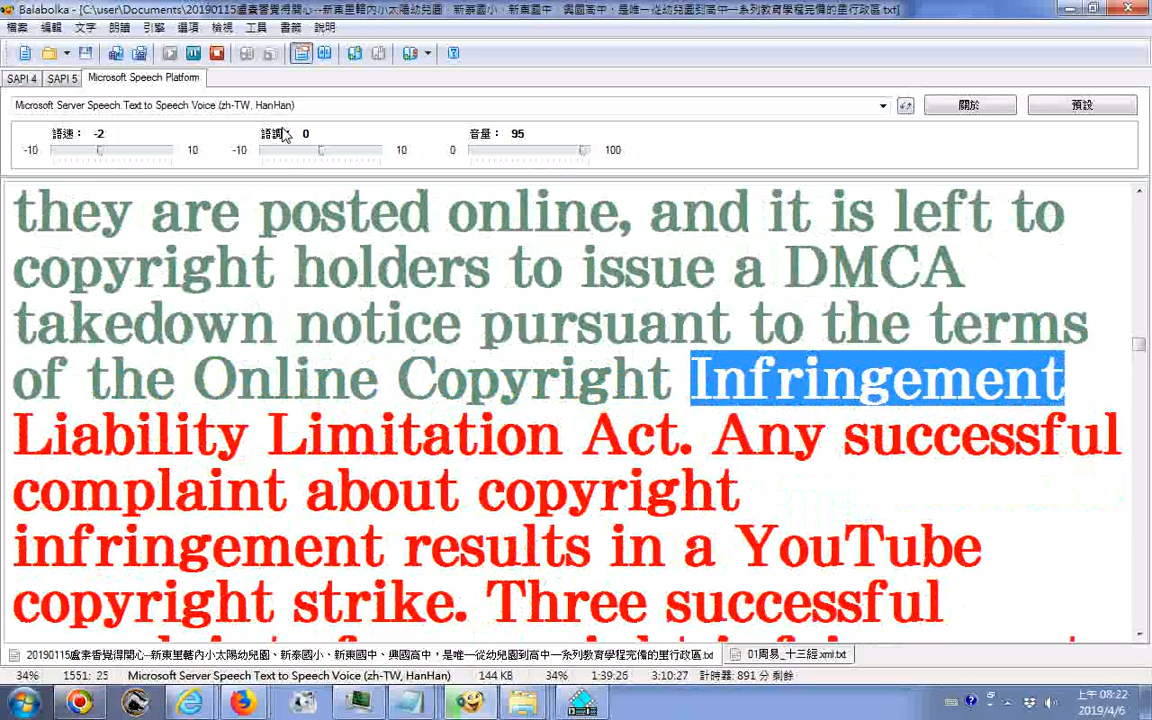 Balabolka - [C:\user\Documents\20190115盧素香覺得開心--新東里轄內小太陽幼兒園、新泰國小、新東國中、興國高中，是唯一從幼兒園到高中一系列教育學程完備的里行政區.txt]
檔案 編輯 文字 朗讀 引擎 選項 檢視 工具 書籤 說明
SAPI 4 SAPI 5 Microsoft Speech Platform
Microsoft Server Speech Text to Speech Voice (zh-TW, HanHan) 關於 預設
語速： -2 語調： 0 音量： 95
-10 10 -10 10 0 100
they are posted online, and it is left to
copyright holders to issue a DMCA
takedown notice pursuant to the terms
of the Online Copyright Infringement
Liability Limitation Act. Any successful
complaint about copyright
infringement results in a YouTube
copyright strike. Three successful
20190115盧素香覺得開心--新東里轄內小太陽幼兒園、新泰國小、新東國中、興國高中，是唯一從幼兒園到高中一系列教育學程完備的里行政區.txt 01周易_十三經.xml.txt
34% 1551: 25 Microsoft Server Speech Text to Speech Voice (zh-TW, HanHan) 144 KB 34% 1:39:26 3:10:27 計時器: 891 分 剩餘
上午 08:22
2019/4/6